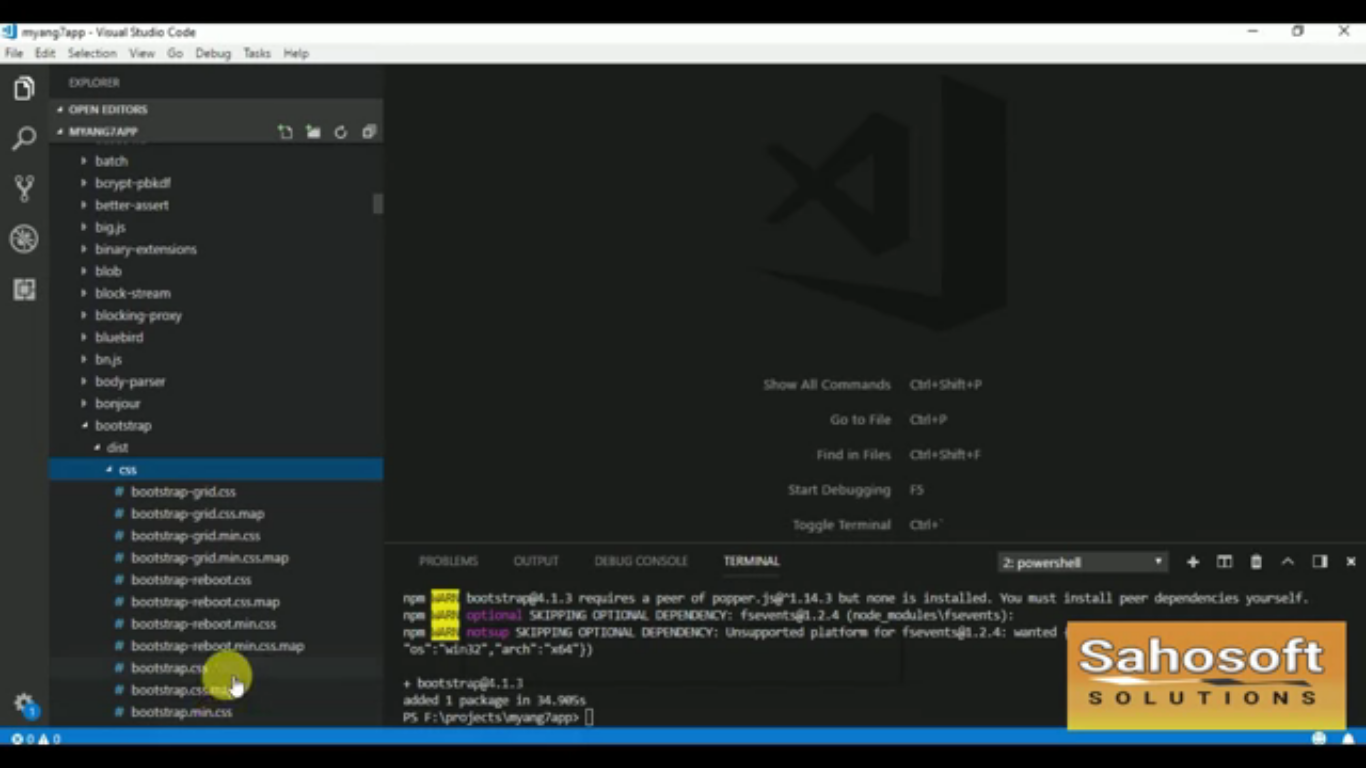 myang7app - Visual Studio Code
File Edit Selection View Go Debug Tasks Help
EXPLORER
OPEN EDITORS
MYANG7APP
batch
bcrypt-pbkdf
better-assert
big.js
binary-extensions
blob
block-stream
blocking-proxy
bluebird
bn.js
body-parser
bonjour
bootstrap
dist
css
bootstrap-grid.css
bootstrap-grid.css.map
bootstrap-grid.min.css
bootstrap-grid.min.css.map
bootstrap-reboot.css
bootstrap-reboot.css.map
bootstrap-reboot.min.css
bootstrap-reboot.min.css.map
bootstrap.css
bootstrap.css.map
bootstrap.min.css
1
0 0
Show All Commands Ctrl+Shift+P
Go to File Ctrl+P
Find in Files Ctrl+Shift+F
Start Debugging F5
Toggle Terminal Ctrl+`
PROBLEMS OUTPUT DEBUG CONSOLE TERMINAL 2: powershell
npm WARN bootstrap@4.1.3 requires a peer of popper.js@^1.14.3 but none is installed. You must install peer dependencies yourself.
npm WARN optional SKIPPING OPTIONAL DEPENDENCY: fsevents@1.2.4 (node_modules\fsevents):
npm WARN notsup SKIPPING OPTIONAL DEPENDENCY: Unsupported platform for fsevents@1.2.4: wanted {
"os":"win32","arch":"x64"})
+ bootstrap@4.1.3
added 1 package in 34.905s
PS F:\projects\myang7app>
Sahosoft
SOLUTIONS